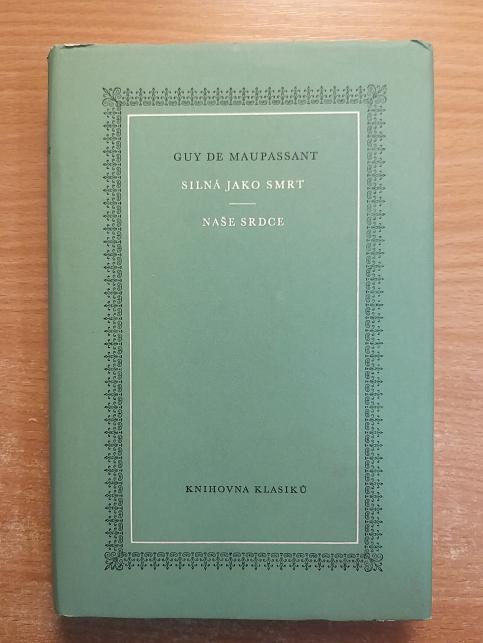 GUY DE MAUPASSANT
SILNÁ JAKO SMRT
NAŠE SRDCE
KNIHOVNA KLASIKŮ